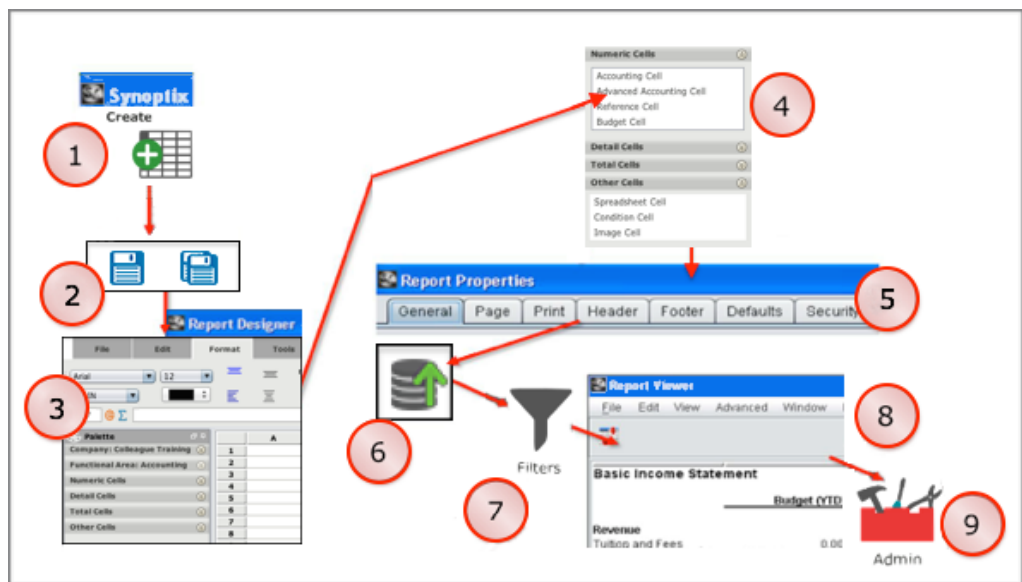 Synoptix
Create
1
2
Report Designer
File Edit Format Tools
Arial 12
3
Palette A
Company: Colleague Training 1
Functional Area: Accounting 2
3
Numeric Cells 4
Detail Cells 5
Total Cells 6
7
Other Cells 8
Numeric Cells
Accounting Cell
Advanced Accounting Cell
Reference Cell
Budget Cell
4
Detail Cells
Total Cells
Other Cells
Spreadsheet Cell
Condition Cell
Image Cell
Report Properties
5
General Page Print Header Footer Defaults Security
6
Filters
7
Report Viewer
File Edit View Advanced Window
8
Basic Income Statement
Budget (YTD
Revenue
Tuition and Fees 0.00
9
Admin